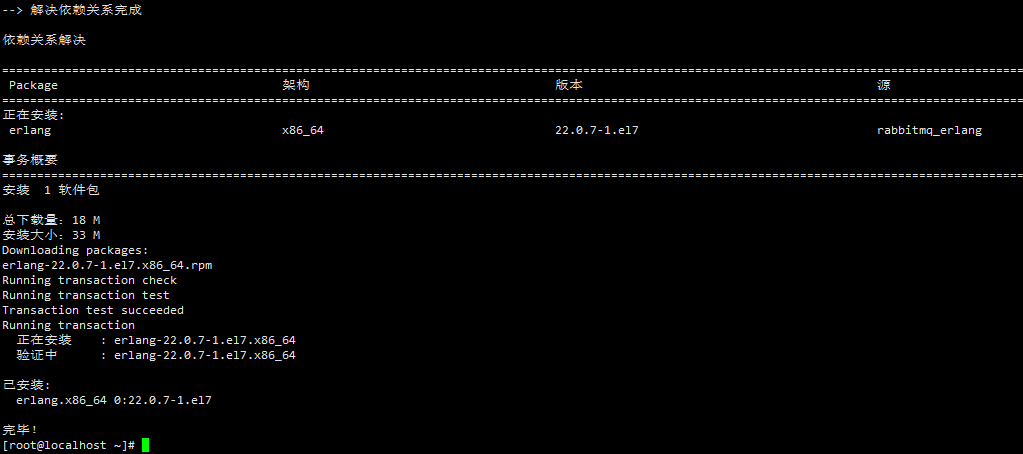 --> 解决依赖关系完成
依赖关系解决
================================================================================
Package 架构 版本 源
================================================================================
正在安装:
erlang x86_64 22.0.7-1.el7 rabbitmq_erlang
事务概要
================================================================================
安装 1 软件包
总下载量：18 M
安装大小：33 M
Downloading packages:
erlang-22.0.7-1.el7.x86_64.rpm
Running transaction check
Running transaction test
Transaction test succeeded
Running transaction
正在安装 : erlang-22.0.7-1.el7.x86_64
验证中 : erlang-22.0.7-1.el7.x86_64
已安装:
erlang.x86_64 0:22.0.7-1.el7
完毕！
[root@localhost ~]#